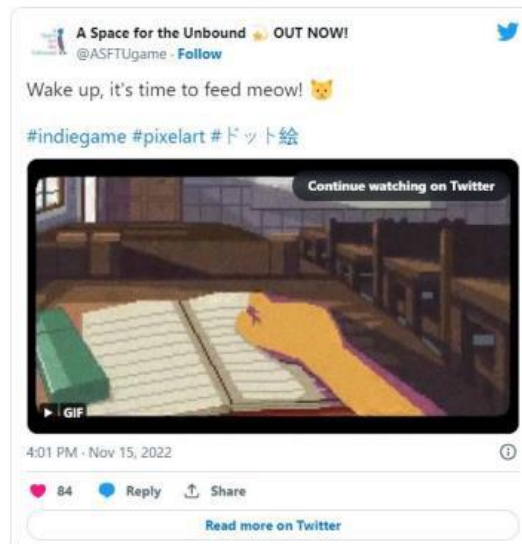 A Space for the Unbound 💫 OUT NOW!
@ASFTUgame · Follow
Wake up, it's time to feed meow! 😺
#indiegame #pixelart #ドット絵
Continue watching on Twitter
GIF
4:01 PM · Nov 15, 2022
84 Reply Share
Read more on Twitter